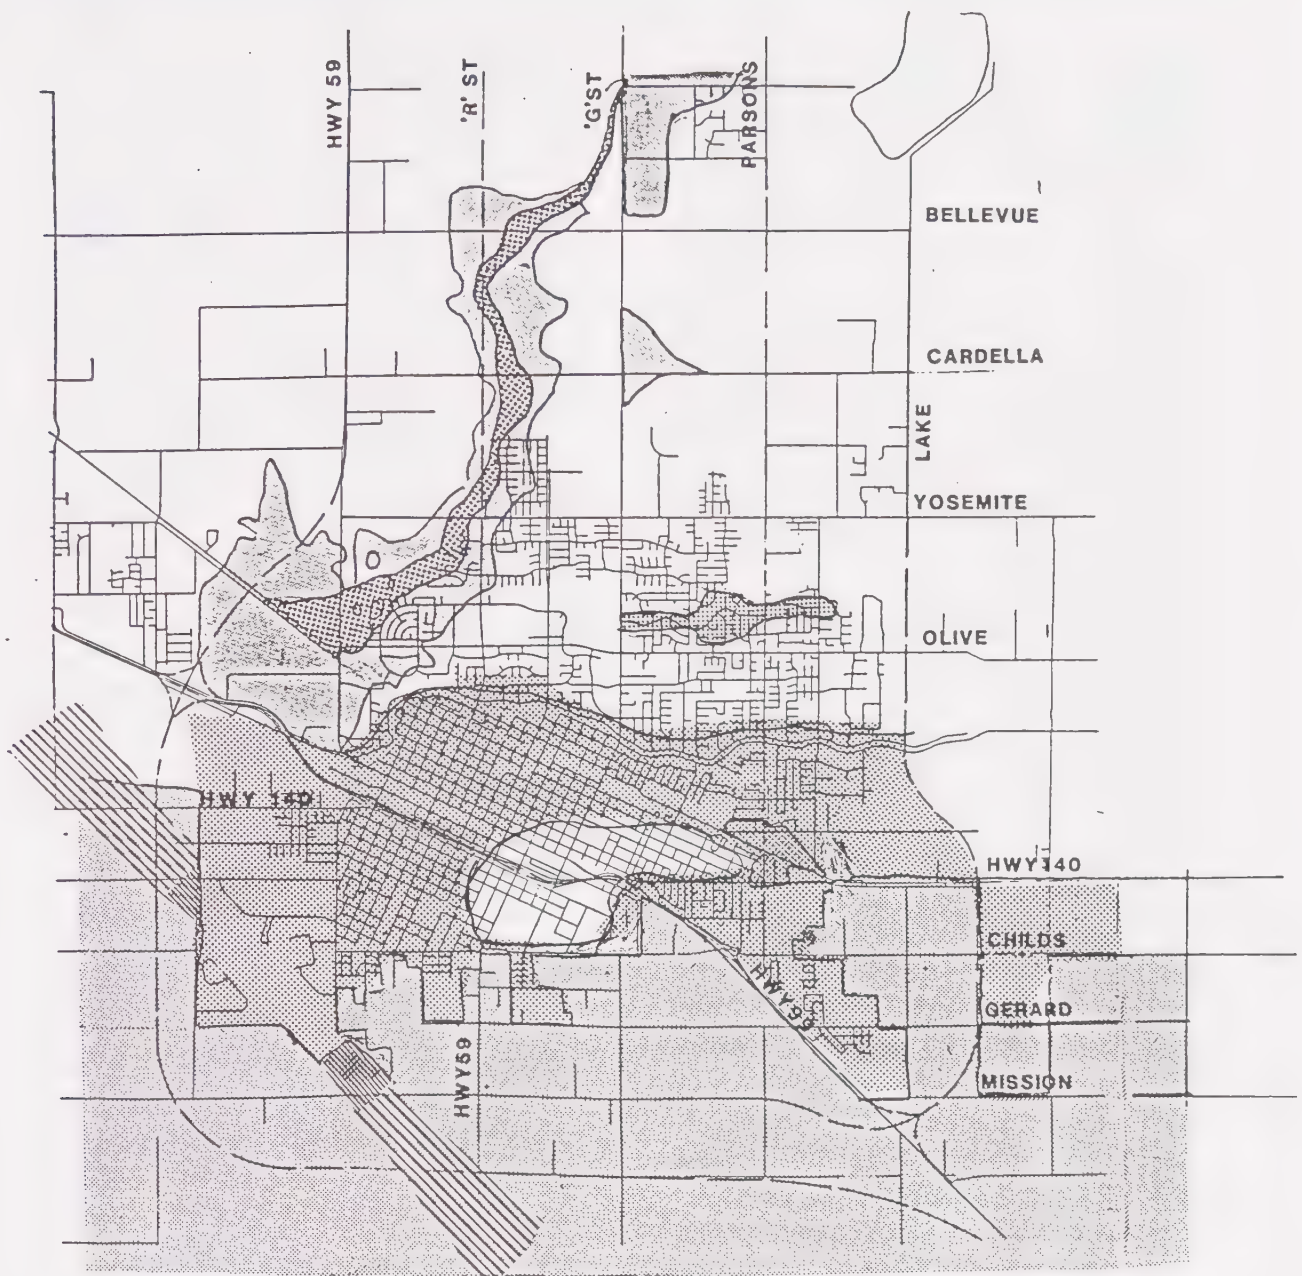 HWY 59
'R' ST
'G' ST
PARSONS
BELLEVUE
CARDELLA
LAKE
YOSEMITE
OLIVE
HWY 140
HWY 140
CHILDS
HWY 99
GERARD
HWY59
MISSION